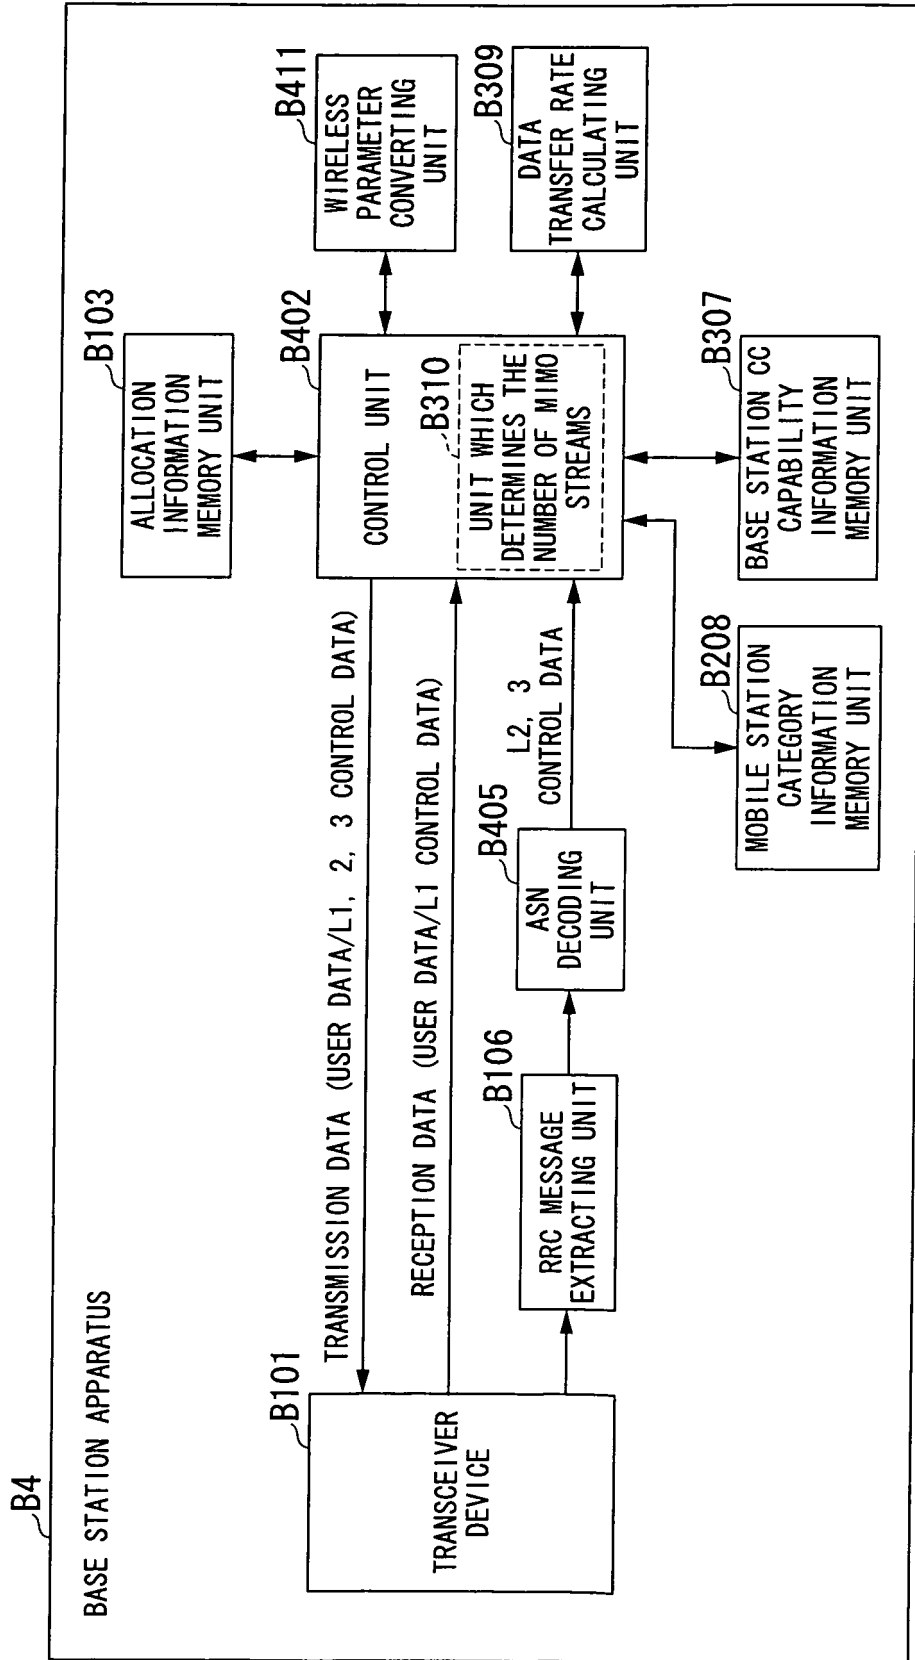 B4
BASE STATION APPARATUS
B101
TRANSCEIVER
DEVICE
TRANSMISSION DATA (USER DATA/L1, 2, 3 CONTROL DATA)
RECEPTION DATA (USER DATA/L1 CONTROL DATA)
B106
RRC MESSAGE
EXTRACTING UNIT
B405
ASN
DECODING
UNIT
L2, 3
CONTROL DATA
B103
ALLOCATION
INFORMATION
MEMORY UNIT
B402
CONTROL UNIT
B310
UNIT WHICH
DETERMINES THE
NUMBER OF MIMO
STREAMS
B411
WIRELESS
PARAMETER
CONVERTING
UNIT
B309
DATA
TRANSFER RATE
CALCULATING
UNIT
B208
MOBILE STATION
CATEGORY
INFORMATION
MEMORY UNIT
B307
BASE STATION CC
CAPABILITY
INFORMATION
MEMORY UNIT